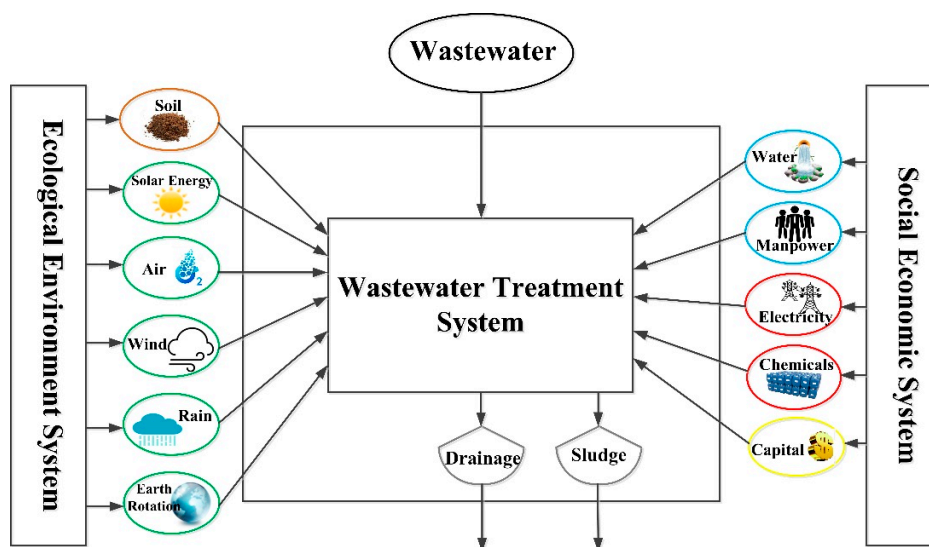 Wastewater
Ecological Environment System
Soil
Solar Energy
Air
2
Wind
Rain
Earth
Rotation
Wastewater Treatment
System
Drainage
Sludge
Water
Manpower
Electricity
Chemicals
Capital
Social Economic System